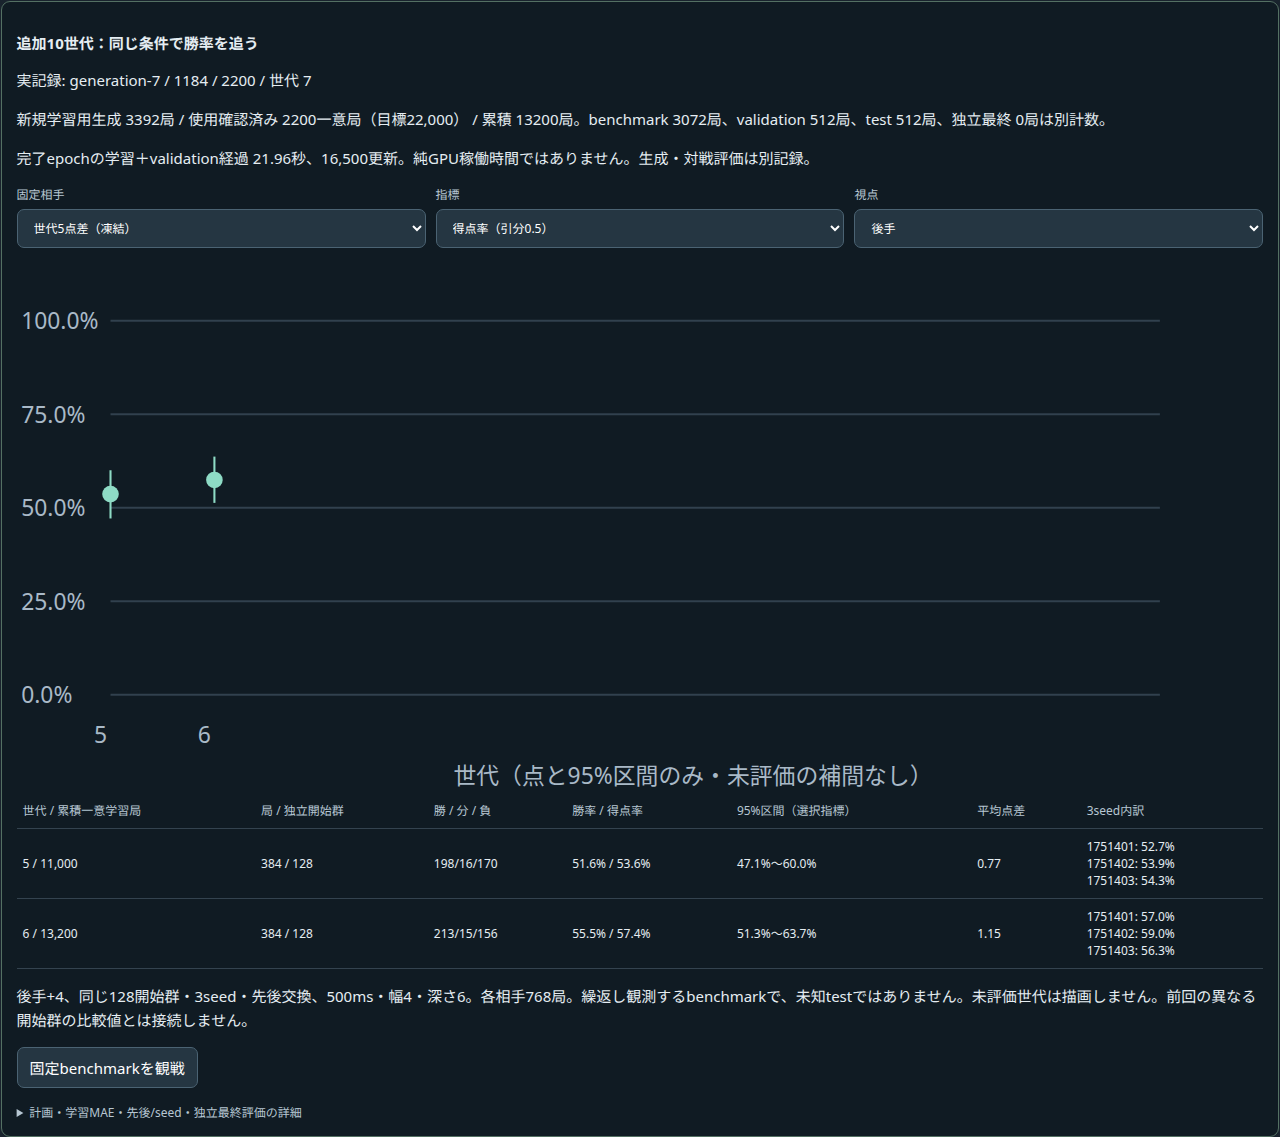 追加10世代：同じ条件で勝率を追う
実記録: generation-7 / 1184 / 2200 / 世代 7
新規学習用生成 3392局 / 使用確認済み 2200一意局（目標22,000） / 累積 13200局。benchmark 3072局、validation 512局、test 512局、独立最終 0局は別計数。
完了epochの学習＋validation経過 21.96秒、16,500更新。純GPU稼働時間ではありません。生成・対戦評価は別記録。
固定相手 指標 視点
世代5点差（凍結） 得点率（引分0.5） 後手
100.0%
75.0%
50.0%
25.0%
0.0%
5 6
世代（点と95%区間のみ・未評価の補間なし）
世代 / 累積一意学習局 局 / 独立開始群 勝 / 分 / 負 勝率 / 得点率 95%区間（選択指標） 平均点差 3seed内訳
5 / 11,000 384 / 128 198/16/170 51.6% / 53.6% 47.1%〜60.0% 0.77 1751401: 52.7%
1751402: 53.9%
1751403: 54.3%
6 / 13,200 384 / 128 213/15/156 55.5% / 57.4% 51.3%〜63.7% 1.15 1751401: 57.0%
1751402: 59.0%
1751403: 56.3%
後手+4、同じ128開始群・3seed・先後交換、500ms・幅4・深さ6。各相手768局。繰返し観測するbenchmarkで、未知testではありません。未評価世代は描画しません。前回の異なる
開始群の比較値とは接続しません。
固定benchmarkを観戦
▶ 計画・学習MAE・先後/seed・独立最終評価の詳細